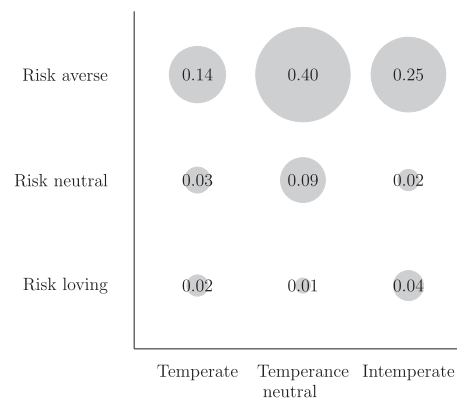 Risk averse 0.14 0.40 0.25
Risk neutral 0.03 0.09 0.02
Risk loving 0.02 0.01 0.04
Temperate Temperance Intemperate
neutral